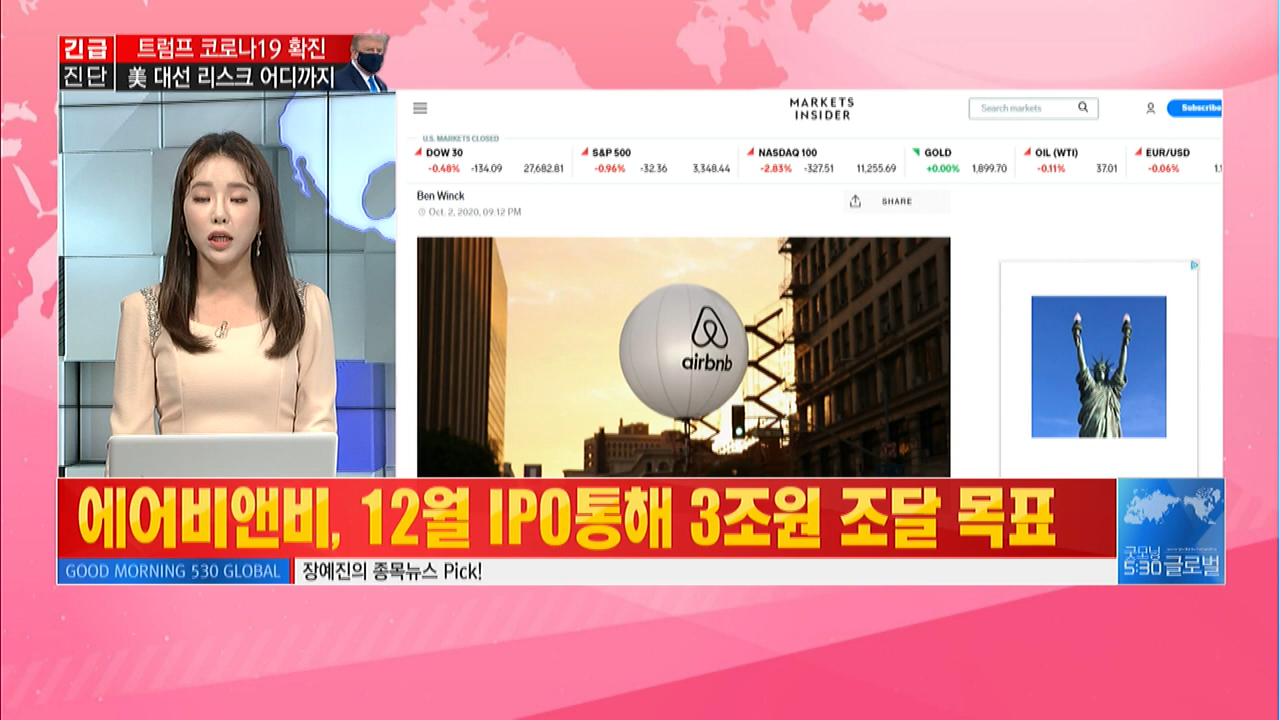 긴급
진단
트럼프 코로나19 확진
美 대선 리스크 어디까지
MARKETS
INSIDER
Search markets
Subscribe
U.S. MARKETS CLOSED
DOW 30
-0.48% -134.09 27,682.81
S&P 500
-0.96% -32.36 3,348.44
NASDAQ 100
-2.83% -327.51 11,255.69
GOLD
+0.00% 1,899.70
OIL (WTI)
-0.11% 37.01
EUR/USD
-0.06%
Ben Winck
Oct. 2, 2020, 09:12 PM
SHARE
airbnb
에어비앤비, 12월 IPO통해 3조원 조달 목표
GOOD MORNING 530 GLOBAL
장예진의 종목뉴스 Pick!
굿모닝
5:30 글로벌